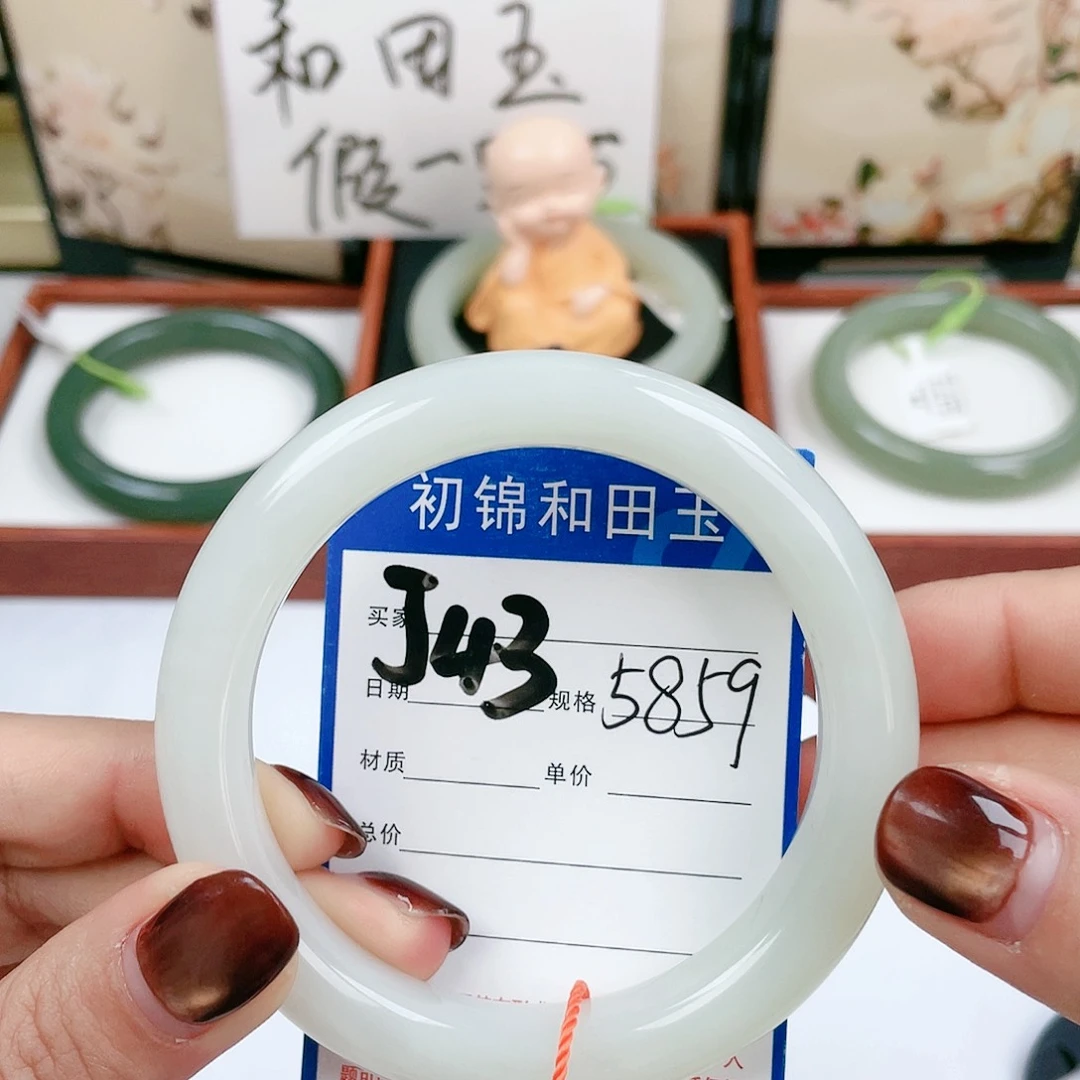 和田玉
假一
初锦和田玉
买家 J43
日期 规格 5859
材质 单价
总价